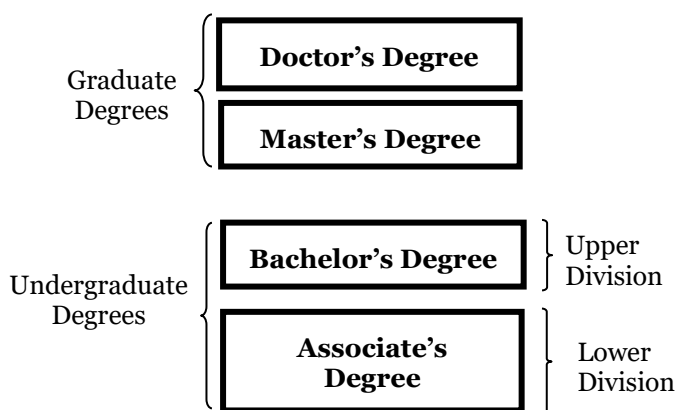 Graduate
Degrees
Doctor’s Degree
Master’s Degree
Undergraduate
Degrees
Bachelor’s Degree
Upper
Division
Associate’s
Degree
Lower
Division